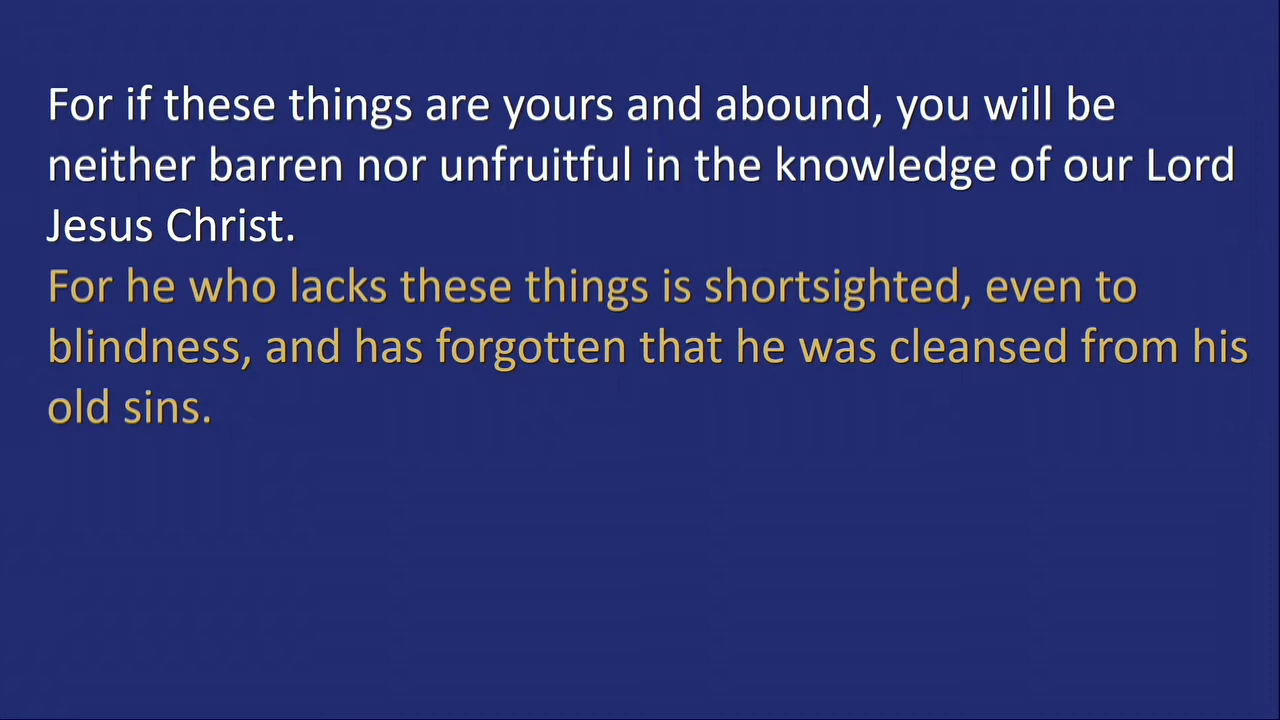 For if these things are yours and abound, you will be
neither barren nor unfruitful in the knowledge of our Lord
Jesus Christ.
For he who lacks these things is shortsighted, even to
blindness, and has forgotten that he was cleansed from his
old sins.